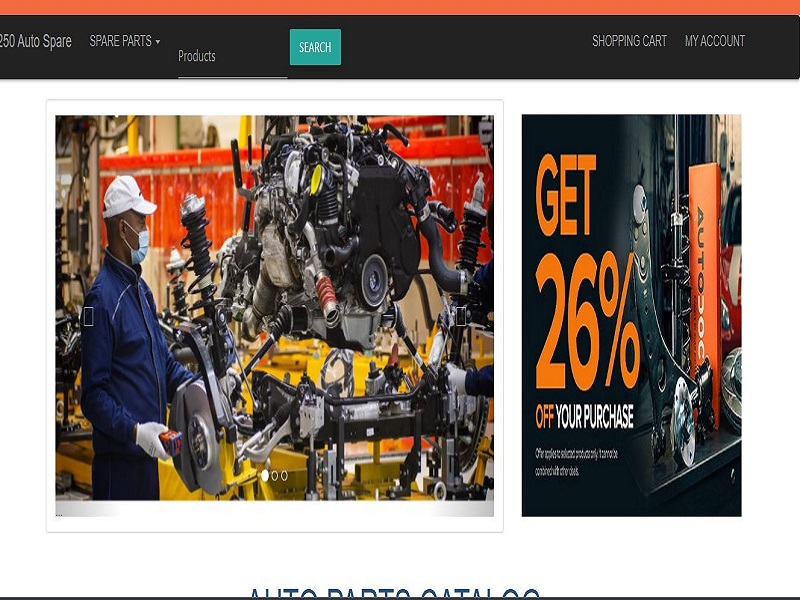 250 Auto Spare
SPARE PARTS
Products
SEARCH
SHOPPING CART
MY ACCOUNT
GET
26%
OFF YOUR PURCHASE
Offer applies to selected products only. It cannot be
combined with other deals.
AUTODOC
...
AUTO PARTS CATALOG